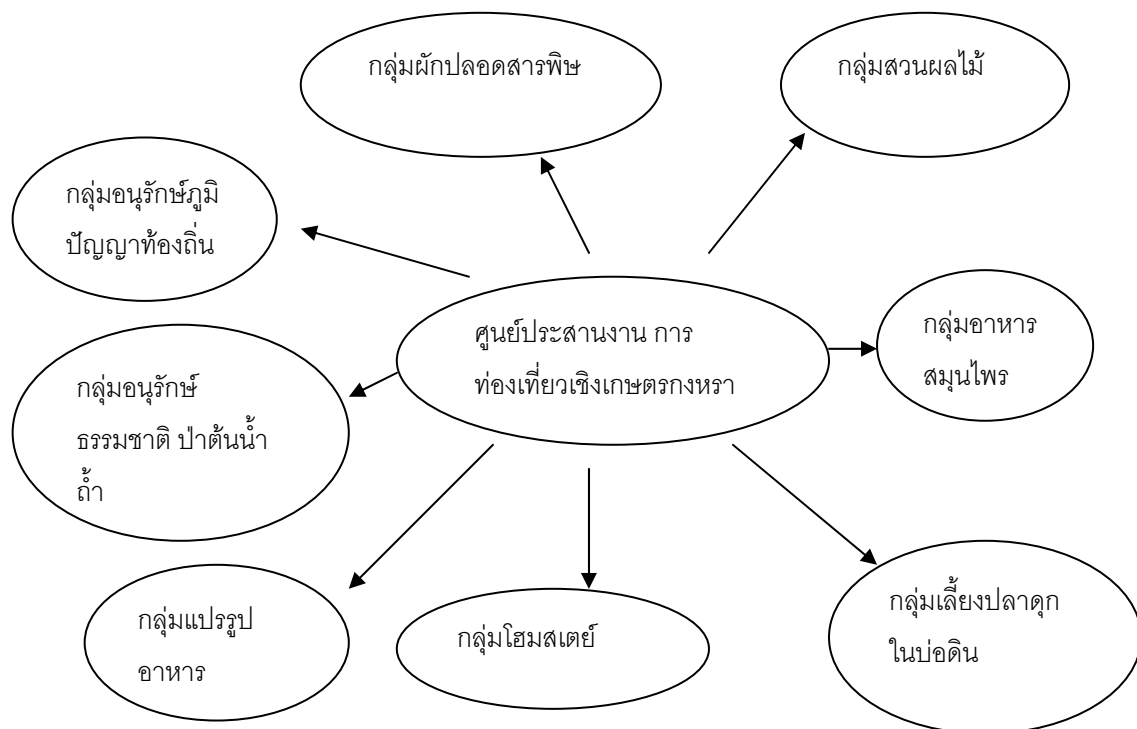 กลุ่มผักปลอดสารพิษ
กลุ่มสวนผลไม้
กลุ่มอนุรักษ์ภูมิ
ปัญญาท้องถิ่น
ศูนย์ประสานงาน การ
ท่องเที่ยวเชิงเกษตรกงหรา
กลุ่มอาหาร
สมุนไพร
กลุ่มอนุรักษ์
ธรรมชาติ ป่าต้นน้ำ
ถ้ำ
กลุ่มแปรรูป
อาหาร
กลุ่มโฮมสเตย์
กลุ่มเลี้ยงปลาดุก
ในบ่อดิน